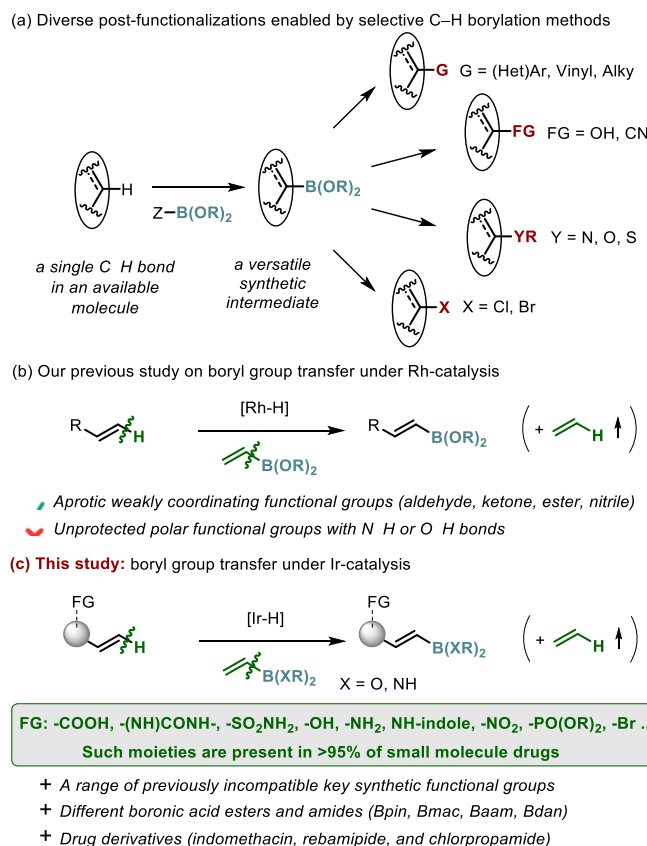 (a) Diverse post-functionalizations enabled by selective C–H borylation methods
G G = (Het)Ar, Vinyl, Alky
FG FG = OH, CN
H
Z–B(OR)2
B(OR)2
YR Y = N, O, S
a single C H bond
in an available
molecule
a versatile
synthetic
intermediate
X X = Cl, Br
(b) Our previous study on boryl group transfer under Rh-catalysis
R H
[Rh-H]
B(OR)2
R B(OR)2
( + H )
Aprotic weakly coordinating functional groups (aldehyde, ketone, ester, nitrile)
Unprotected polar functional groups with N H or O H bonds
(c) This study: boryl group transfer under Ir-catalysis
FG
H
[Ir-H]
B(XR)2
FG
B(XR)2
( + H )
X = O, NH
FG: -COOH, -(NH)CONH-, -SO2NH2, -OH, -NH2, NH-indole, -NO2, -PO(OR)2, -Br ..
Such moieties are present in >95% of small molecule drugs
+ A range of previously incompatible key synthetic functional groups
+ Different boronic acid esters and amides (Bpin, Bmac, Baam, Bdan)
+ Drug derivatives (indomethacin, rebamipide, and chlorpropamide)